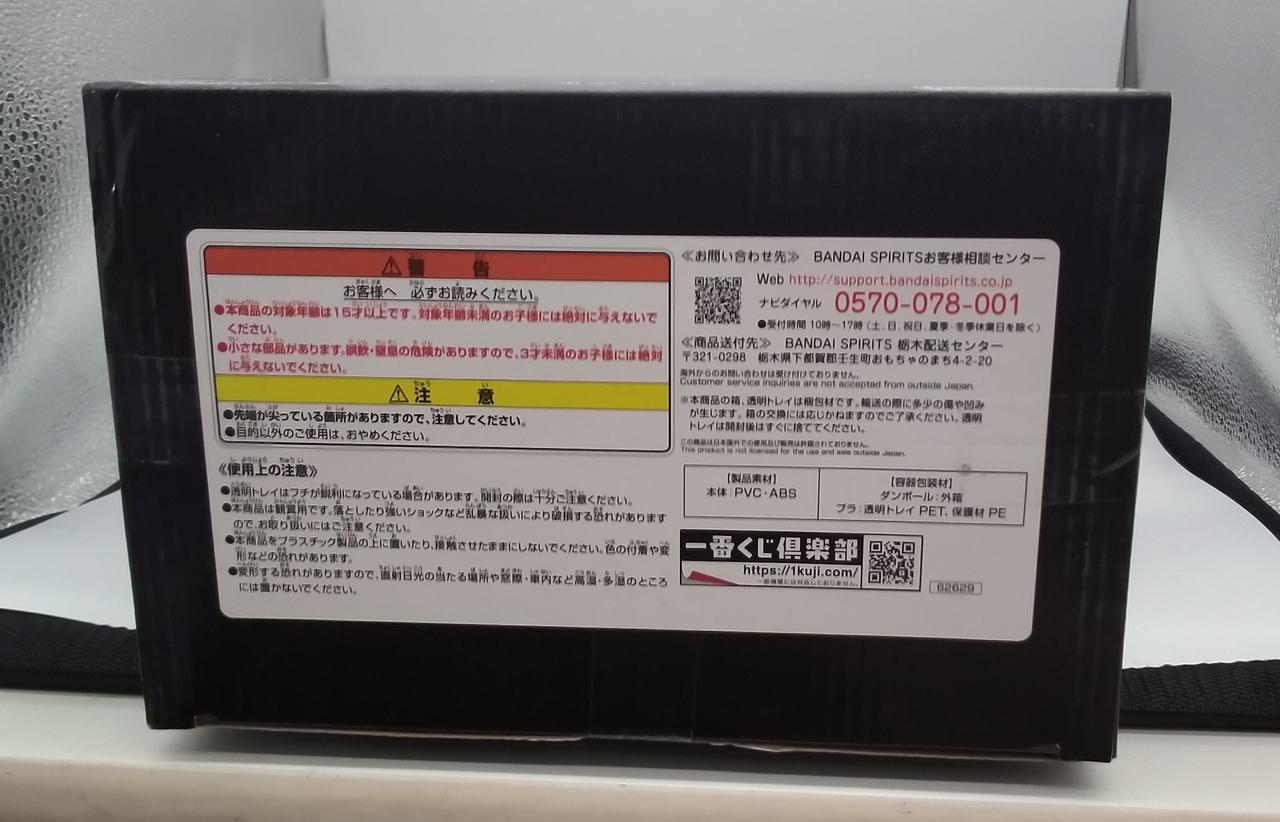 ⚠警 告
お客様へ 必ずお読みください。
●本商品の対象年齢は15才以上です。対象年齢未満のお子様には絶対に与えないで
ください。
●小さな部品があります。誤飲・窒息の危険がありますので、3才未満のお子様には絶対
に与えないでください。
⚠注 意
●先端が尖っている箇所がありますので、注意してください。
●目的以外のご使用は、おやめください。
《使用上の注意》
●透明トレイはフチが鋭利になっている場合があります。開封の際は十分ご注意ください。
●本商品は観賞用です。落としたり強いショックなど乱暴な扱いにより破損する恐れがあります
ので、お取り扱いにはご注意ください。
●本商品をプラスチック製品の上に置いたり、接触させたままにしないでください。色の付着や変
形などの恐れがあります。
●変形する恐れがありますので、直射日光の当たる場所や窓際・車内など高温・多湿のところ
には置かないでください。
《お問い合わせ先》 BANDAI SPIRITSお客様相談センター
Web http://support.bandaispirits.co.jp
ナビダイヤル 0570-078-001
●受付時間 10時〜17時(土、日、祝日、夏季・冬季休業日を除く)
《商品送付先》 BANDAI SPIRITS 栃木配送センター
〒321-0298 栃木県下都賀郡壬生町おもちゃのまち4-2-20
海外からのお問い合わせは受け付けておりません。
Customer service inquiries are not accepted from outside Japan.
※本商品の箱、透明トレイは梱包材です。輸送の際に多少の傷や凹み
が生じます。箱の交換には応じかねますのでご了承ください。透明
トレイは開封後はすぐに捨ててください。
この商品は日本国外での使用及び販売は許諾されておりません。
This product is not licensed for the use and sale outside Japan.
【製品素材】
本体:PVC・ABS
【容器包装材】
ダンボール:外箱
プラ:透明トレイ PET、保護材 PE
一番くじ倶楽部
https://1kuji.com/
一部機種には対応しておりません。
62629